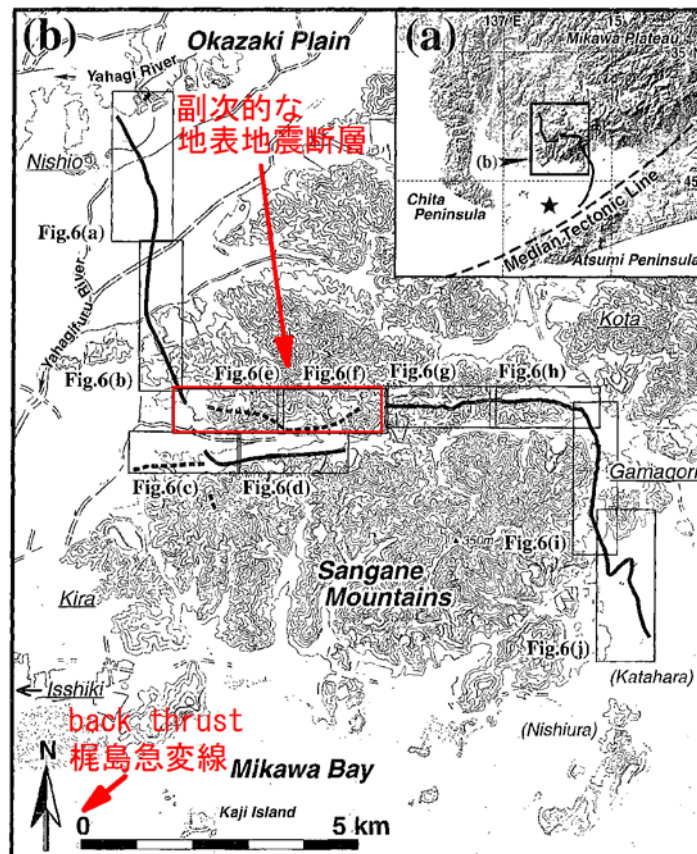 (b)
Okazaki Plain
Yahagi River
副次的な
地表地震断層
Nishio
Fig.6(a)
Yahagifuru River
Fig.6(b)
(a)
137 E
15
Mikawa Plateau
35
(b)
45
Chita
Peninsula
Median Tectonic Line
Atsumi Peninsula
Kota
Fig.6(e)
Fig.6(f)
Fig.6(g)
Fig.6(h)
Fig.6(c)
Fig.6(d)
Gamagori
350m
Fig.6(i)
Sangane
Mountains
Kira
Fig.6(j)
(Katahara)
Isshiki
(Nishiura)
back thrust
梶島急変線
N
Mikawa Bay
Kaji Island
0
5 km